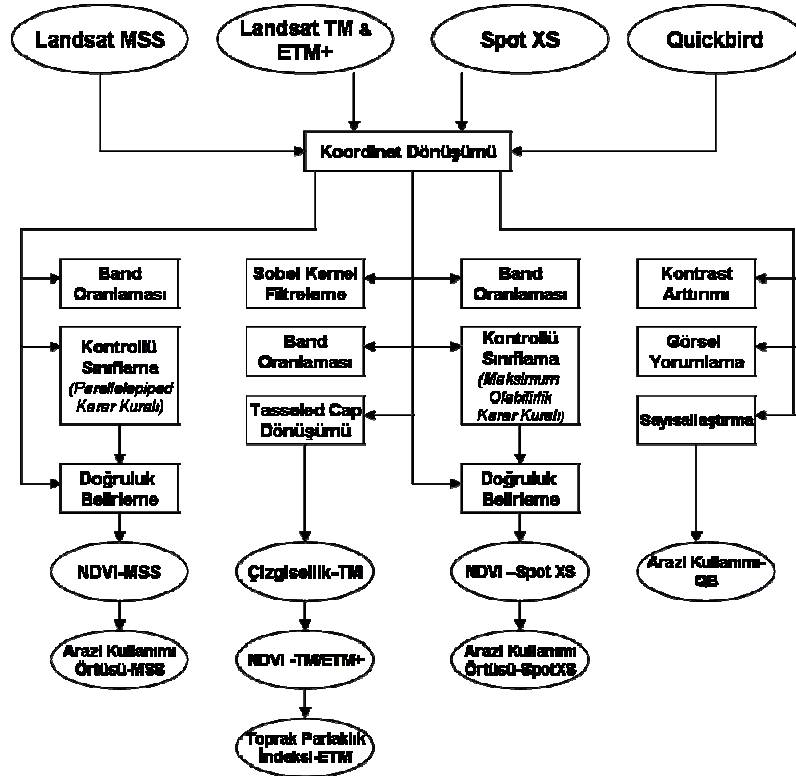 Landsat MSS
Landsat TM &
ETM+
Spot XS
Quickbird
Koordinat Dönüşümü
Band
Oranlaması
Sobel Kernel
Filtreleme
Band
Oranlaması
Kontrast
Arttırımı
Kontrollü
Sınıflama
(Parallelepiped
Karar Kuralı)
Band
Oranlaması
Kontrollü
Sınıflama
(Maksimum
Olabilirlik
Karar Kuralı)
Görsel
Yorumlama
Tasseled Cap
Dönüşümü
Sayısallaştırma
Doğruluk
Belirleme
Doğruluk
Belirleme
NDVI-MSS
Çizgisellik-TM
NDVI –Spot XS
Arazi Kullanımı-
QB
Arazi Kullanımı
Örtüsü-MSS
NDVI -TM/ETM+
Arazi Kullanımı
Örtüsü-SpotXS
Toprak Parlaklık
İndeksi-ETM